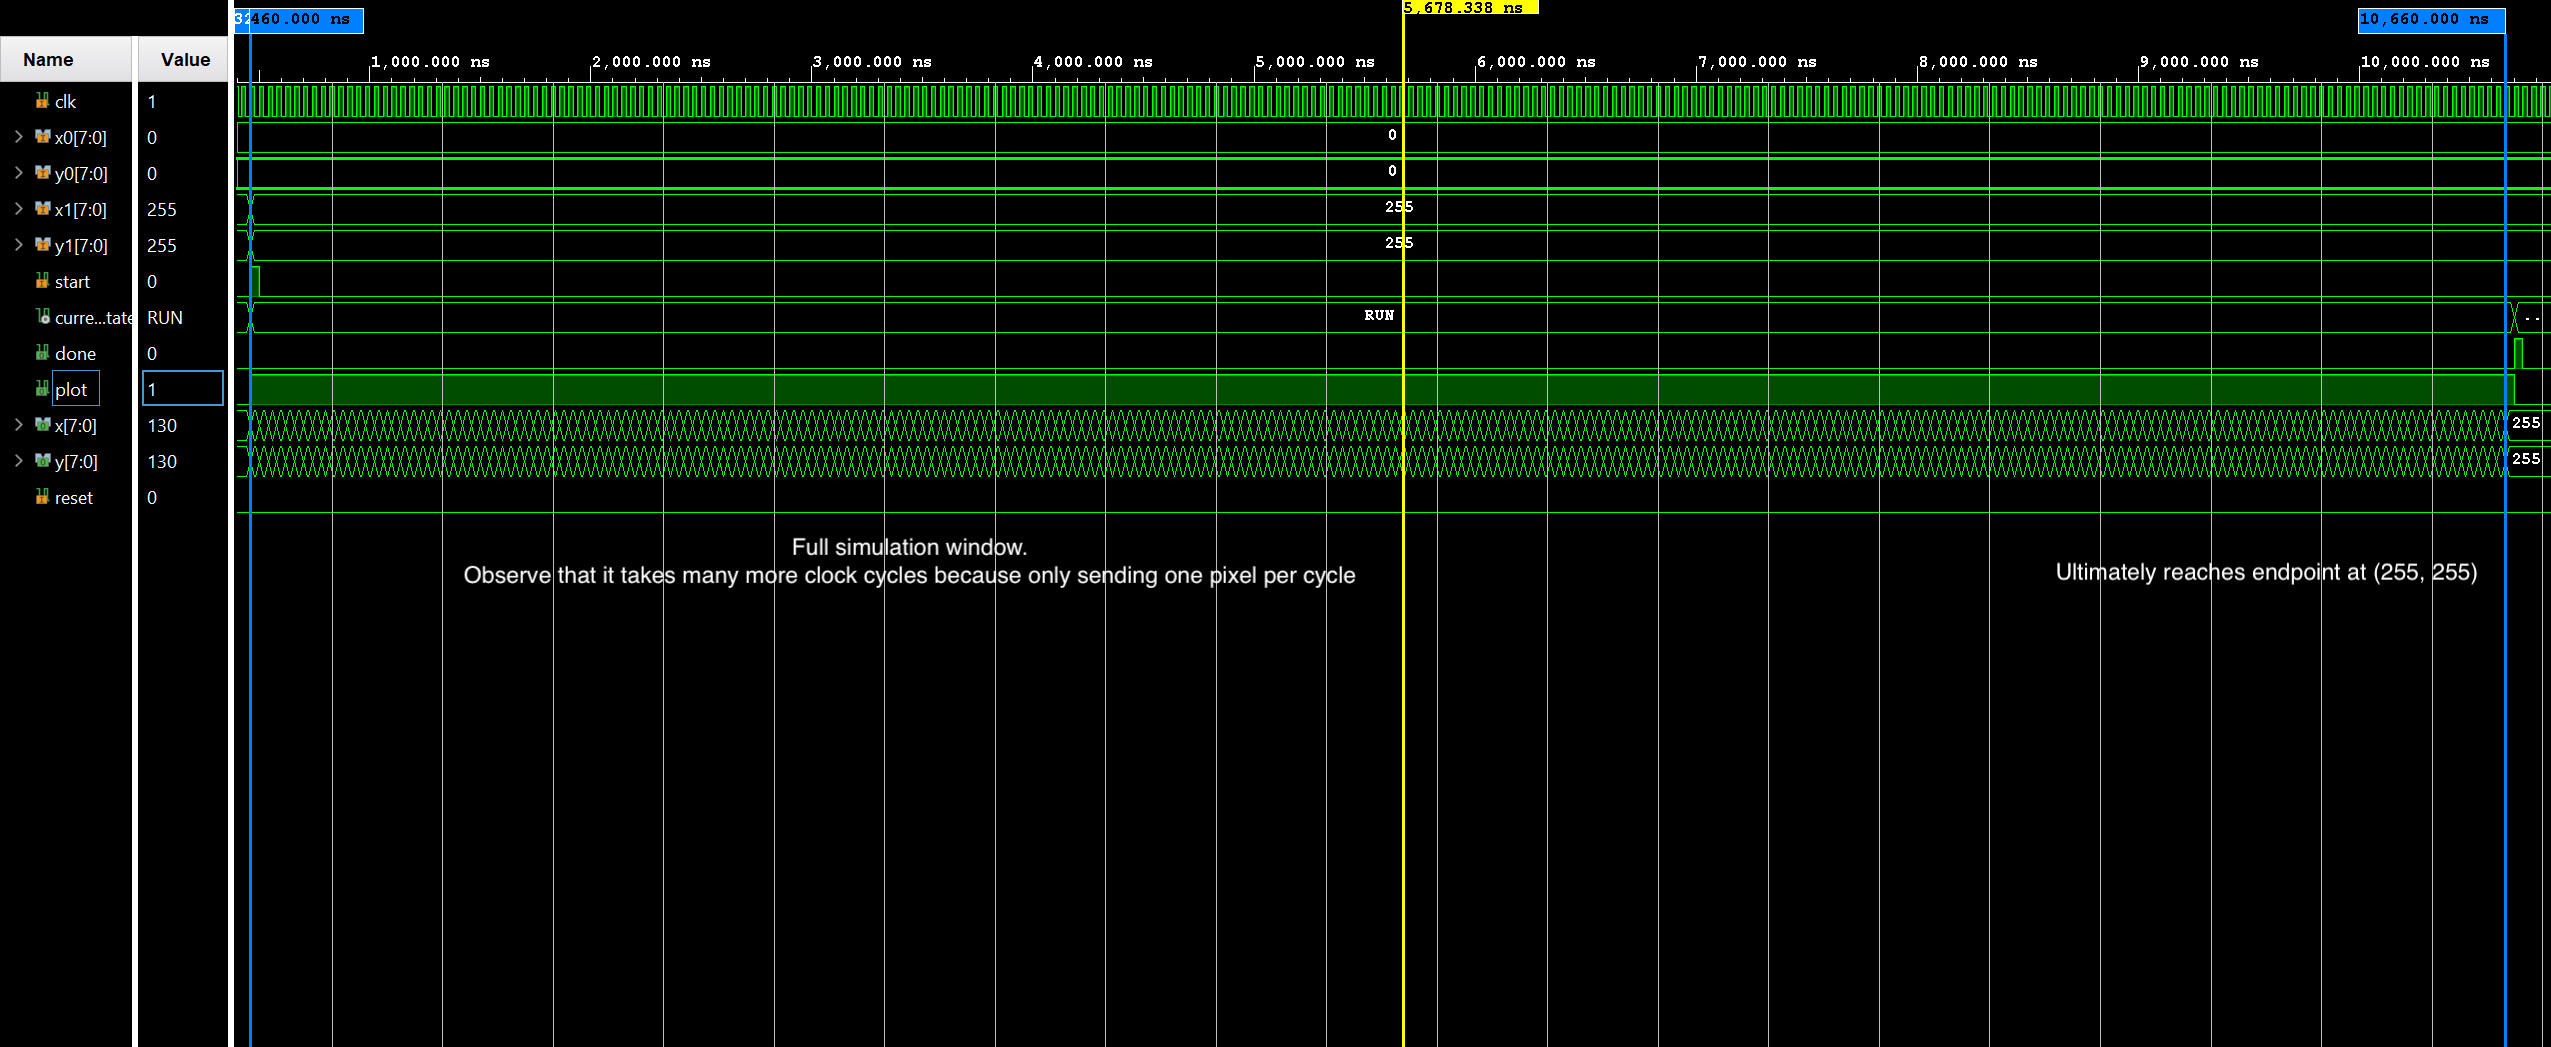 32 460.000 ns 5,678.338 ns 10,660.000 ns
Name Value 1,000.000 ns 2,000.000 ns 3,000.000 ns 4,000.000 ns 5,000.000 ns 6,000.000 ns 7,000.000 ns 8,000.000 ns 9,000.000 ns 10,000.000 ns
clk 1
x0[7:0] 0 0
y0[7:0] 0 0
x1[7:0] 255 255
y1[7:0] 255 255
start 0
curre...tate RUN RUN ..
done 0
plot 1
x[7:0] 130 255
y[7:0] 130 255
reset 0
Full simulation window.
Observe that it takes many more clock cycles because only sending one pixel per cycle
Ultimately reaches endpoint at (255, 255)